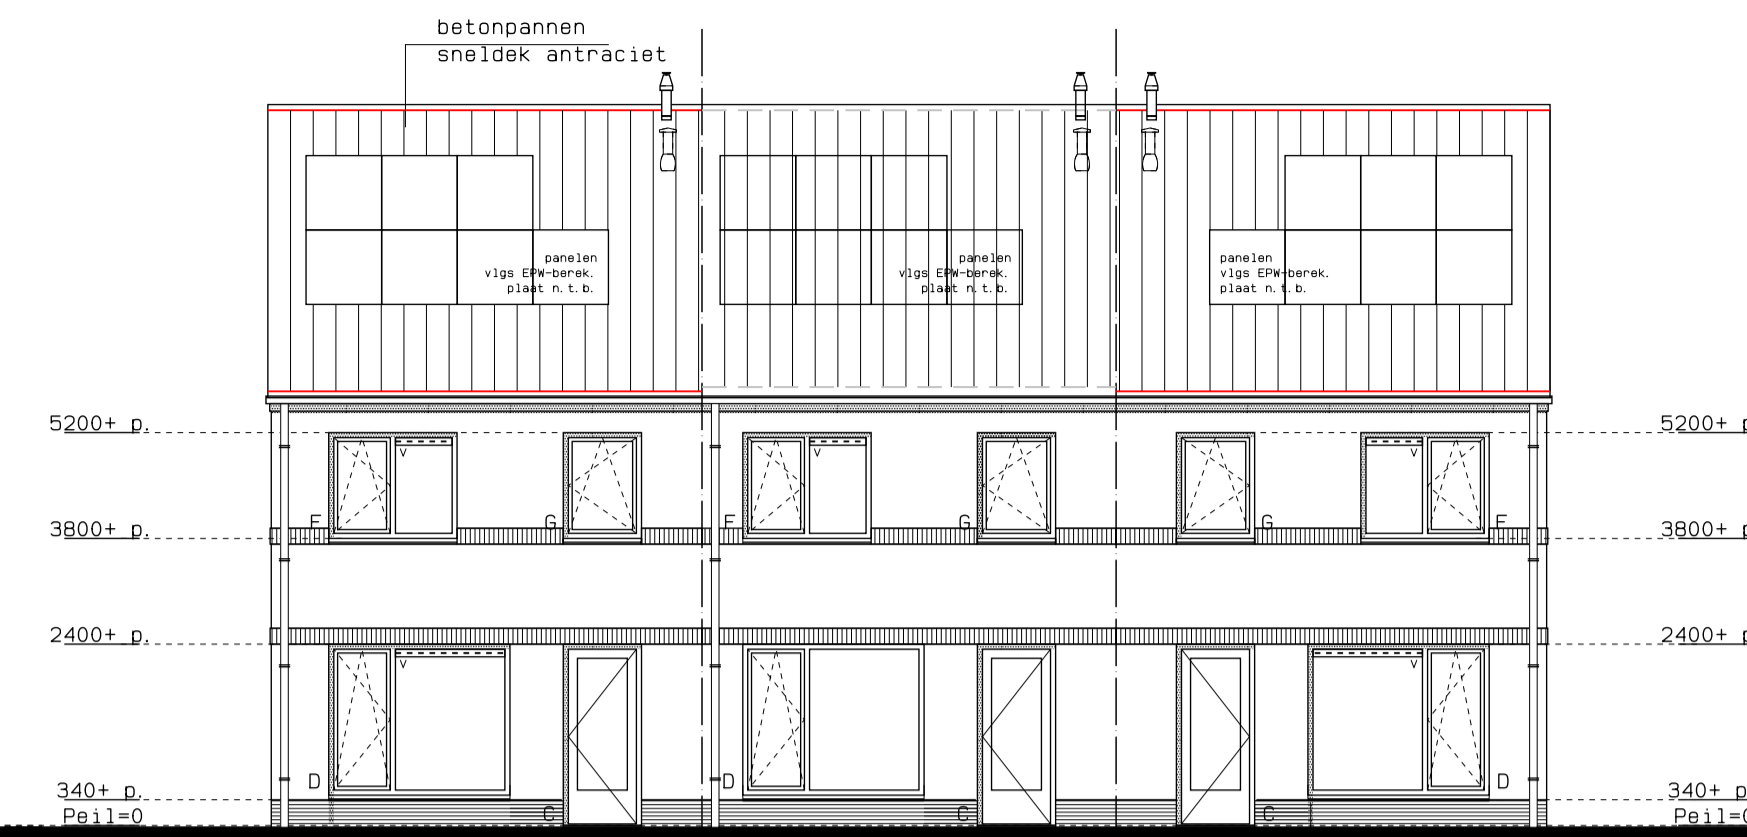 betonpannen
sneldek antraciet
panelen
vlgs EPW-berek.
plaat n.t.b.
panelen
vlgs EPW-berek.
plaat n.t.b.
panelen
vlgs EPW-berek.
plaat n.t.b.
5200+ p.
5200+ p
V
V
V
F
G
F
G
G
F
3800+ p.
3800+ p
2400+ p.
2400+ p
V
V
D
D
D
340+ p.
340+ p
C
C
C
Peil=0
Peil=0